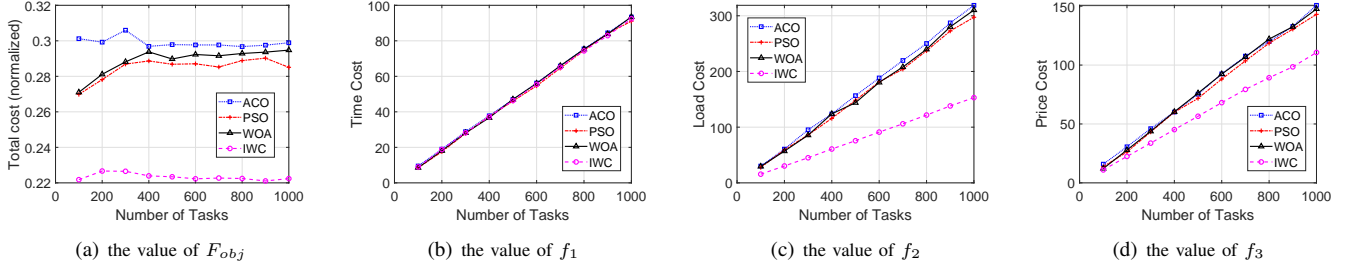 Total cost (normalized)
0.3
0.28
0.26
0.24
0.22
0
200
400
600
800
1000
Number of Tasks
ACO
PSO
WOA
IWC
(a) the value of F_{obj}
Time Cost
100
80
60
40
20
0
0
200
400
600
800
1000
Number of Tasks
ACO
PSO
WOA
IWC
(b) the value of f_1
Load Cost
300
200
100
0
0
200
400
600
800
1000
Number of Tasks
ACO
PSO
WOA
IWC
(c) the value of f_2
Price Cost
150
100
50
0
0
200
400
600
800
1000
Number of Tasks
ACO
PSO
WOA
IWC
(d) the value of f_3